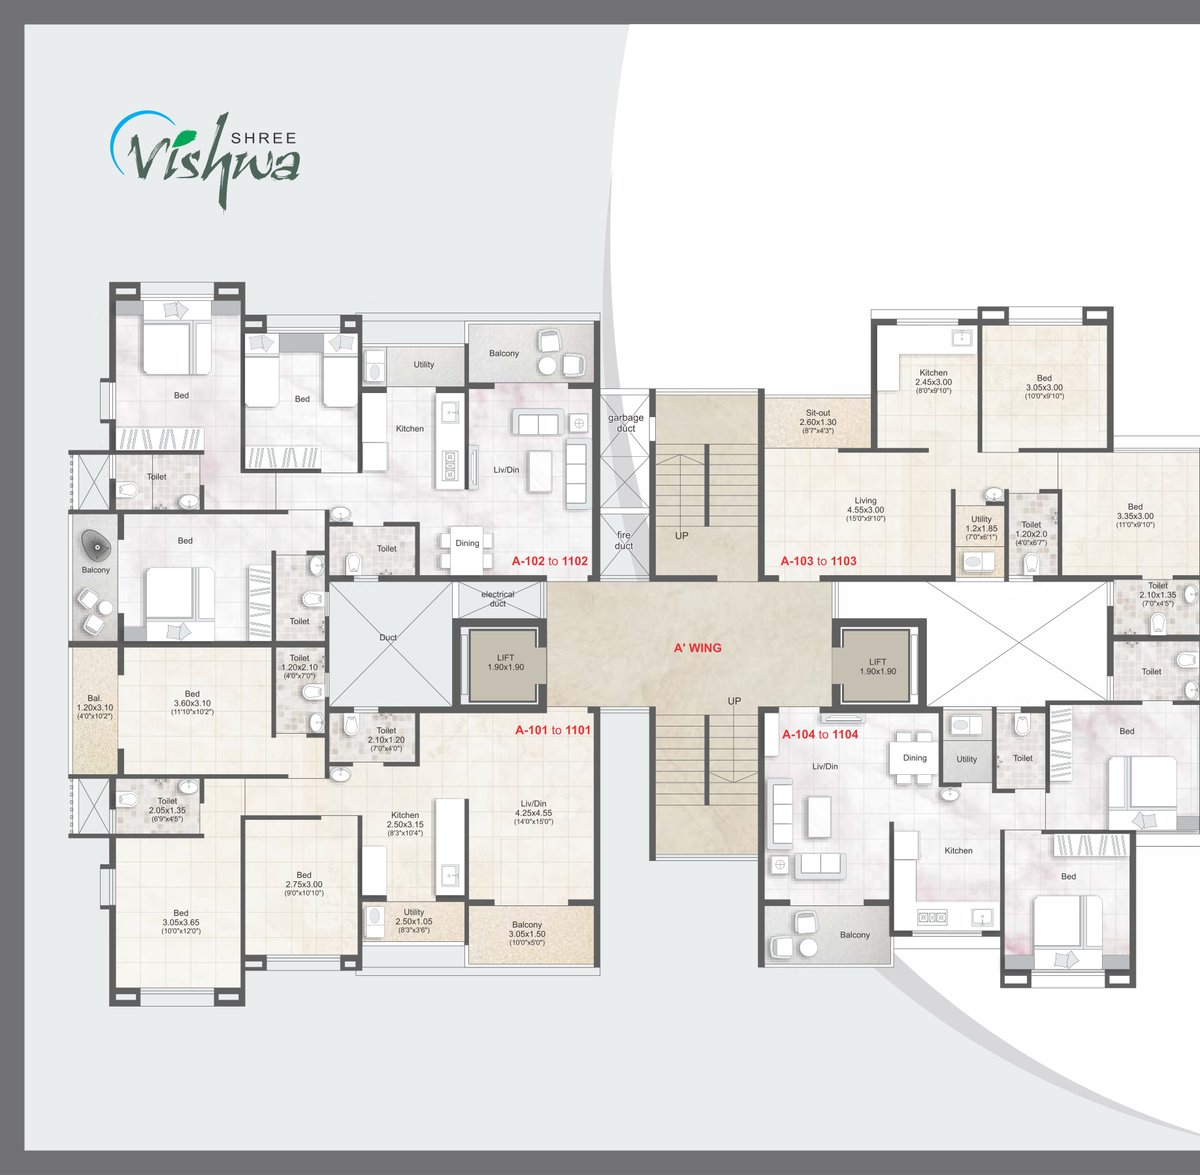 SHREE
Vishwa
Bed
Bed
Utility
Balcony
Kitchen
Liv/Din
Toilet
Dining
Toilet
A-102 to 1102
Bed
Balcony
Toilet
Duct
electrical
duct
garbage
duct
fire
duct
UP
LIFT
1.90x1.90
A' WING
LIFT
1.90x1.90
UP
Sit-out
2.60x1.30
(8'7"x4'3")
Kitchen
2.45x3.00
(8'0"x9'10")
Bed
3.05x3.00
(10'0"x9'10")
Living
4.55x3.00
(15'0"x9'10")
Utility
1.2x1.85
(7'0"x6'1")
Toilet
1.20x2.0
(4'0"x6'7")
Bed
3.35x3.00
(11'0"x9'10")
A-103 to 1103
Toilet
2.10x1.35
(7'0"x4'5")
Toilet
Toilet
1.20x2.10
(4'0"x7'0")
Bal.
1.20x3.10
(4'0"x10'2")
Bed
3.60x3.10
(11'10"x10'2")
Toilet
2.10x1.20
(7'0"x4'0")
A-101 to 1101
Toilet
2.05x1.35
(6'9"x4'5")
Kitchen
2.50x3.15
(8'3"x10'4")
Liv/Din
4.25x4.55
(14'0"x15'0")
Bed
3.05x3.65
(10'0"x12'0")
Bed
2.75x3.00
(9'0"x10'10")
Utility
2.50x1.05
(8'3"x3'6")
Balcony
3.05x1.50
(10'0"x5'0")
A-104 to 1104
Liv/Din
Dining
Utility
Toilet
Bed
Kitchen
Bed
Balcony